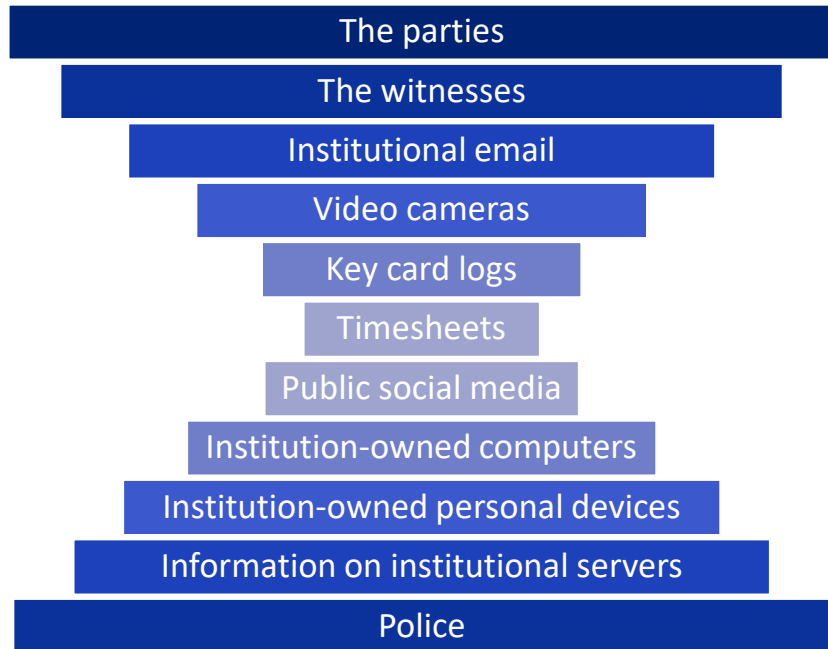 The parties
The witnesses
Institutional email
Video cameras
Key card logs
Timesheets
Public social media
Institution-owned computers
Institution-owned personal devices
Information on institutional servers
Police